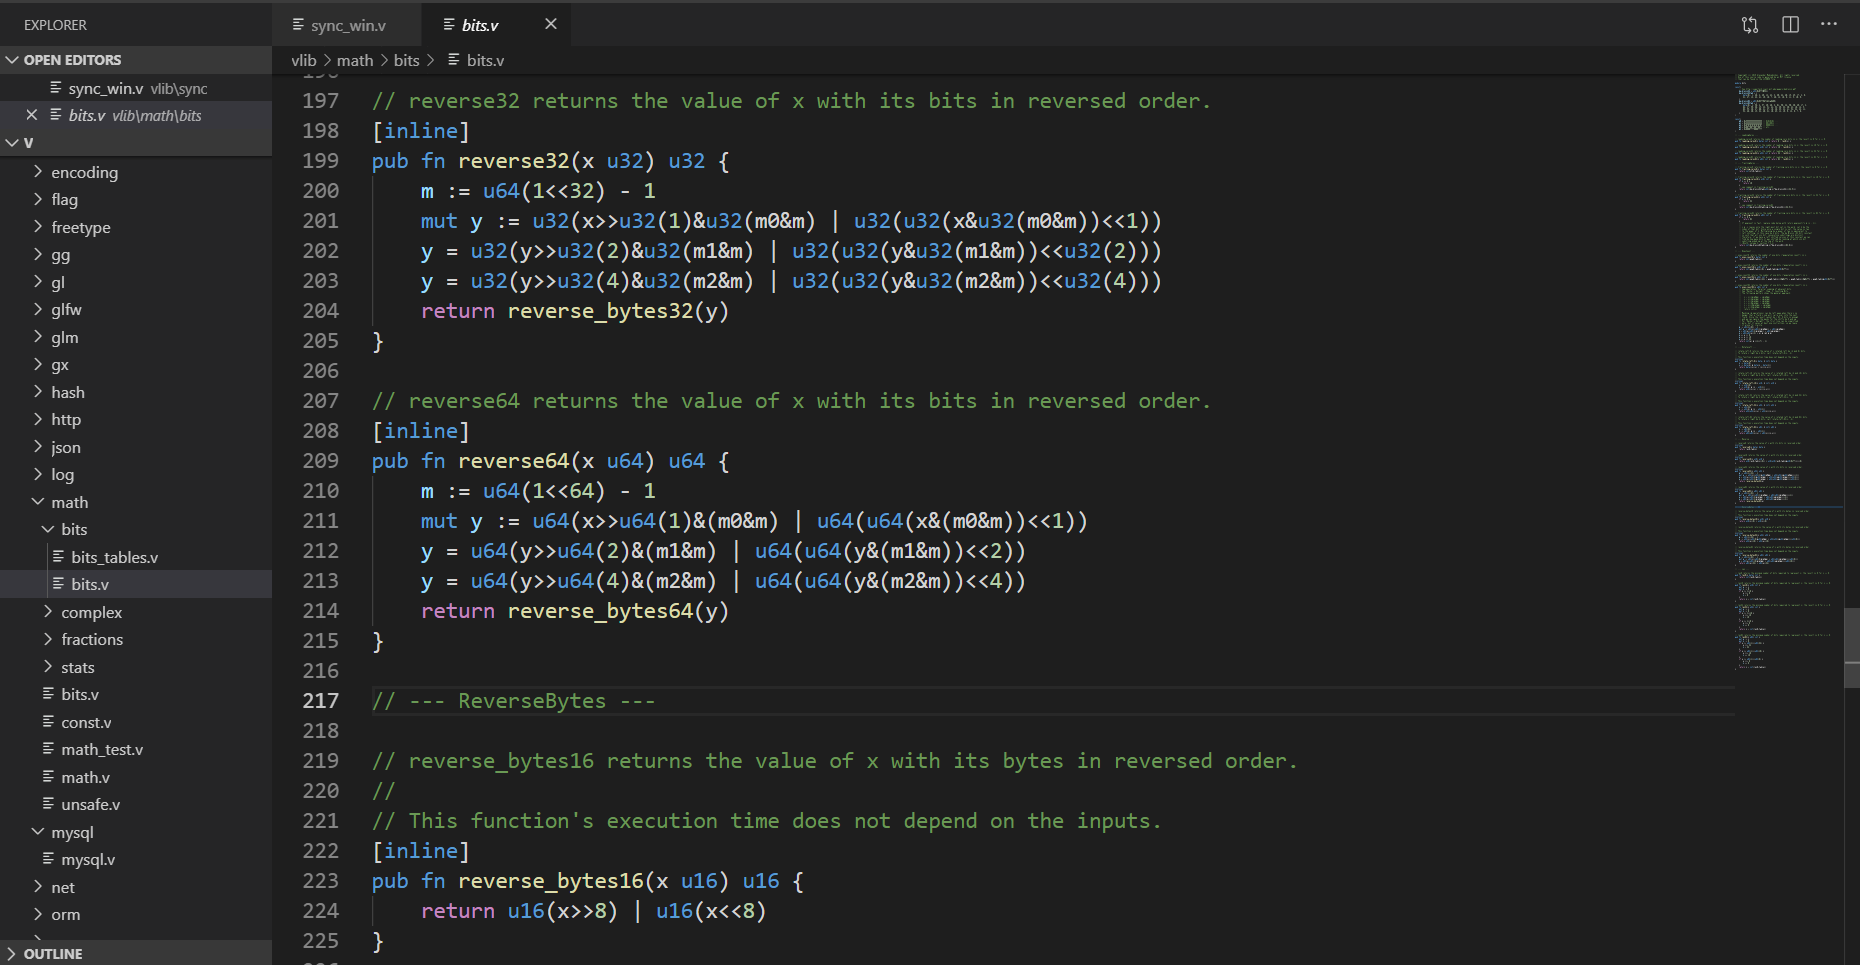 EXPLORER
OPEN EDITORS
sync_win.v vlib\sync
bits.v vlib\math\bits
V
encoding
flag
freetype
gg
gl
glfw
glm
gx
hash
http
json
log
math
bits
bits_tables.v
bits.v
complex
fractions
stats
bits.v
const.v
math_test.v
math.v
unsafe.v
mysql
mysql.v
net
orm
OUTLINE
sync_win.v
bits.v
vlib > math > bits > bits.v
197 // reverse32 returns the value of x with its bits in reversed order.
198 [inline]
199 pub fn reverse32(x u32) u32 {
200     m := u64(1<<32) - 1
201     mut y := u32(x>>u32(1)&u32(m0&m) | u32(u32(x&u32(m0&m))<<1))
202     y = u32(y>>u32(2)&u32(m1&m) | u32(u32(y&u32(m1&m))<<u32(2)))
203     y = u32(y>>u32(4)&u32(m2&m) | u32(u32(y&u32(m2&m))<<u32(4)))
204     return reverse_bytes32(y)
205 }
206
207 // reverse64 returns the value of x with its bits in reversed order.
208 [inline]
209 pub fn reverse64(x u64) u64 {
210     m := u64(1<<64) - 1
211     mut y := u64(x>>u64(1)&(m0&m) | u64(u64(x&(m0&m))<<1))
212     y = u64(y>>u64(2)&(m1&m) | u64(u64(y&(m1&m))<<2))
213     y = u64(y>>u64(4)&(m2&m) | u64(u64(y&(m2&m))<<4))
214     return reverse_bytes64(y)
215 }
216
217 // --- ReverseBytes ---
218
219 // reverse_bytes16 returns the value of x with its bytes in reversed order.
220 //
221 // This function's execution time does not depend on the inputs.
222 [inline]
223 pub fn reverse_bytes16(x u16) u16 {
224     return u16(x>>8) | u16(x<<8)
225 }